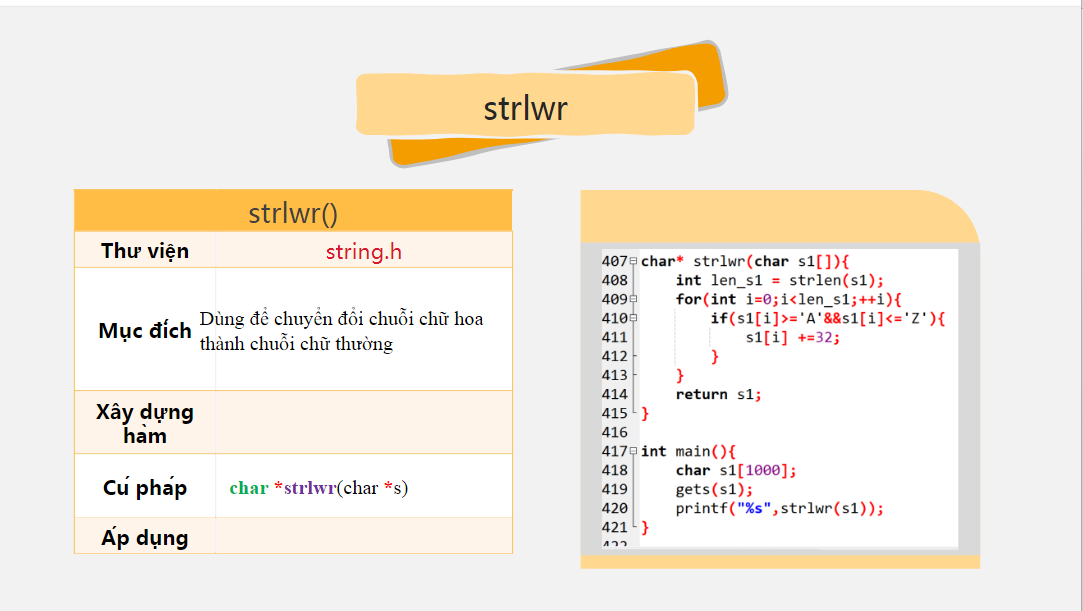 strlwr
strlwr()
Thư viện
string.h
Mục đích
Dùng để chuyển đổi chuỗi chữ hoa
thành chuỗi chữ thường
Xây dựng
hàm
Cú pháp
char *strlwr(char *s)
Áp dụng
407 char* strlwr(char s1[]){
408 int len_s1 = strlen(s1);
409 for(int i=0;i<len_s1;++i){
410 if(s1[i]>='A'&&s1[i]<='Z'){
411 s1[i] +=32;
412 }
413 }
414 return s1;
415 }
416
417 int main(){
418 char s1[1000];
419 gets(s1);
420 printf("%s",strlwr(s1));
421 }